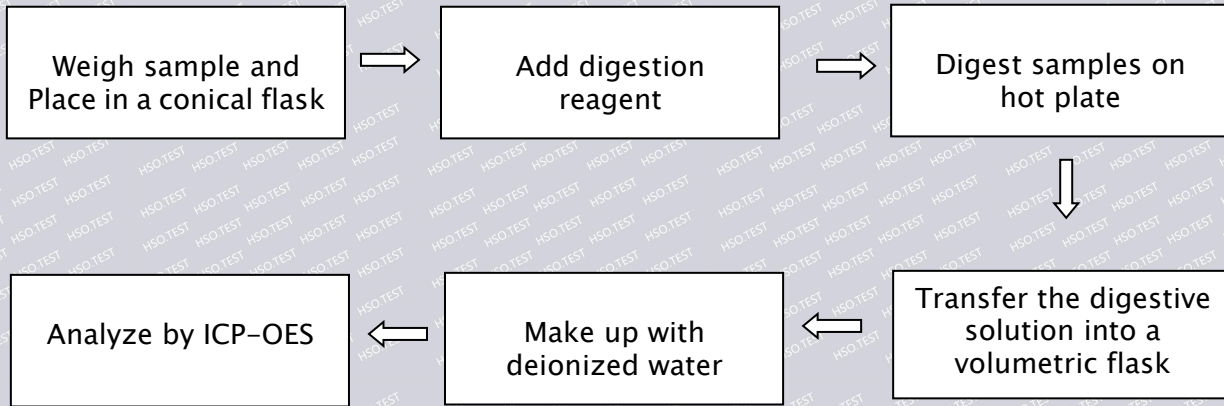 Weigh sample and
Place in a conical flask
Add digestion
reagent
Digest samples on
hot plate
Transfer the digestive
solution into a
volumetric flask
Make up with
deionized water
Analyze by ICP-OES
HSO.TEST